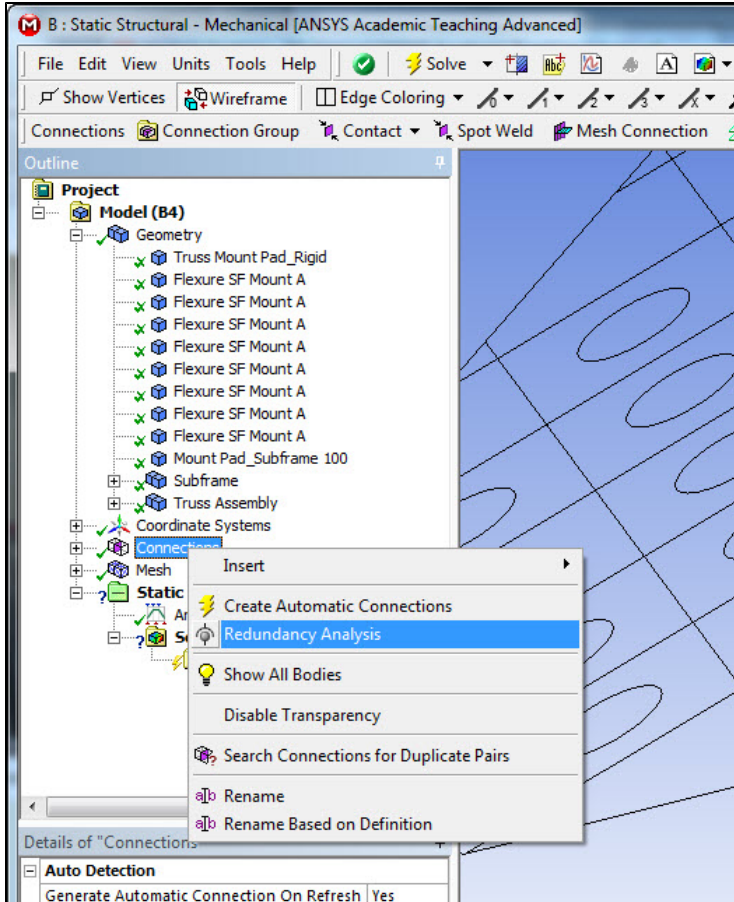 B : Static Structural - Mechanical [ANSYS Academic Teaching Advanced]
File Edit View Units Tools Help Solve
Show Vertices Wireframe Edge Coloring
Connections Connection Group Contact Spot Weld Mesh Connection
Outline
Project
Model (B4)
Geometry
Truss Mount Pad_Rigid
Flexure SF Mount A
Flexure SF Mount A
Flexure SF Mount A
Flexure SF Mount A
Flexure SF Mount A
Flexure SF Mount A
Flexure SF Mount A
Flexure SF Mount A
Mount Pad_Subframe 100
Subframe
Truss Assembly
Coordinate Systems
Connections
Mesh
Static
Insert
Create Automatic Connections
Redundancy Analysis
Show All Bodies
Disable Transparency
Search Connections for Duplicate Pairs
Rename
Rename Based on Definition
Details of "Connections"
Auto Detection
Generate Automatic Connection On Refresh Yes